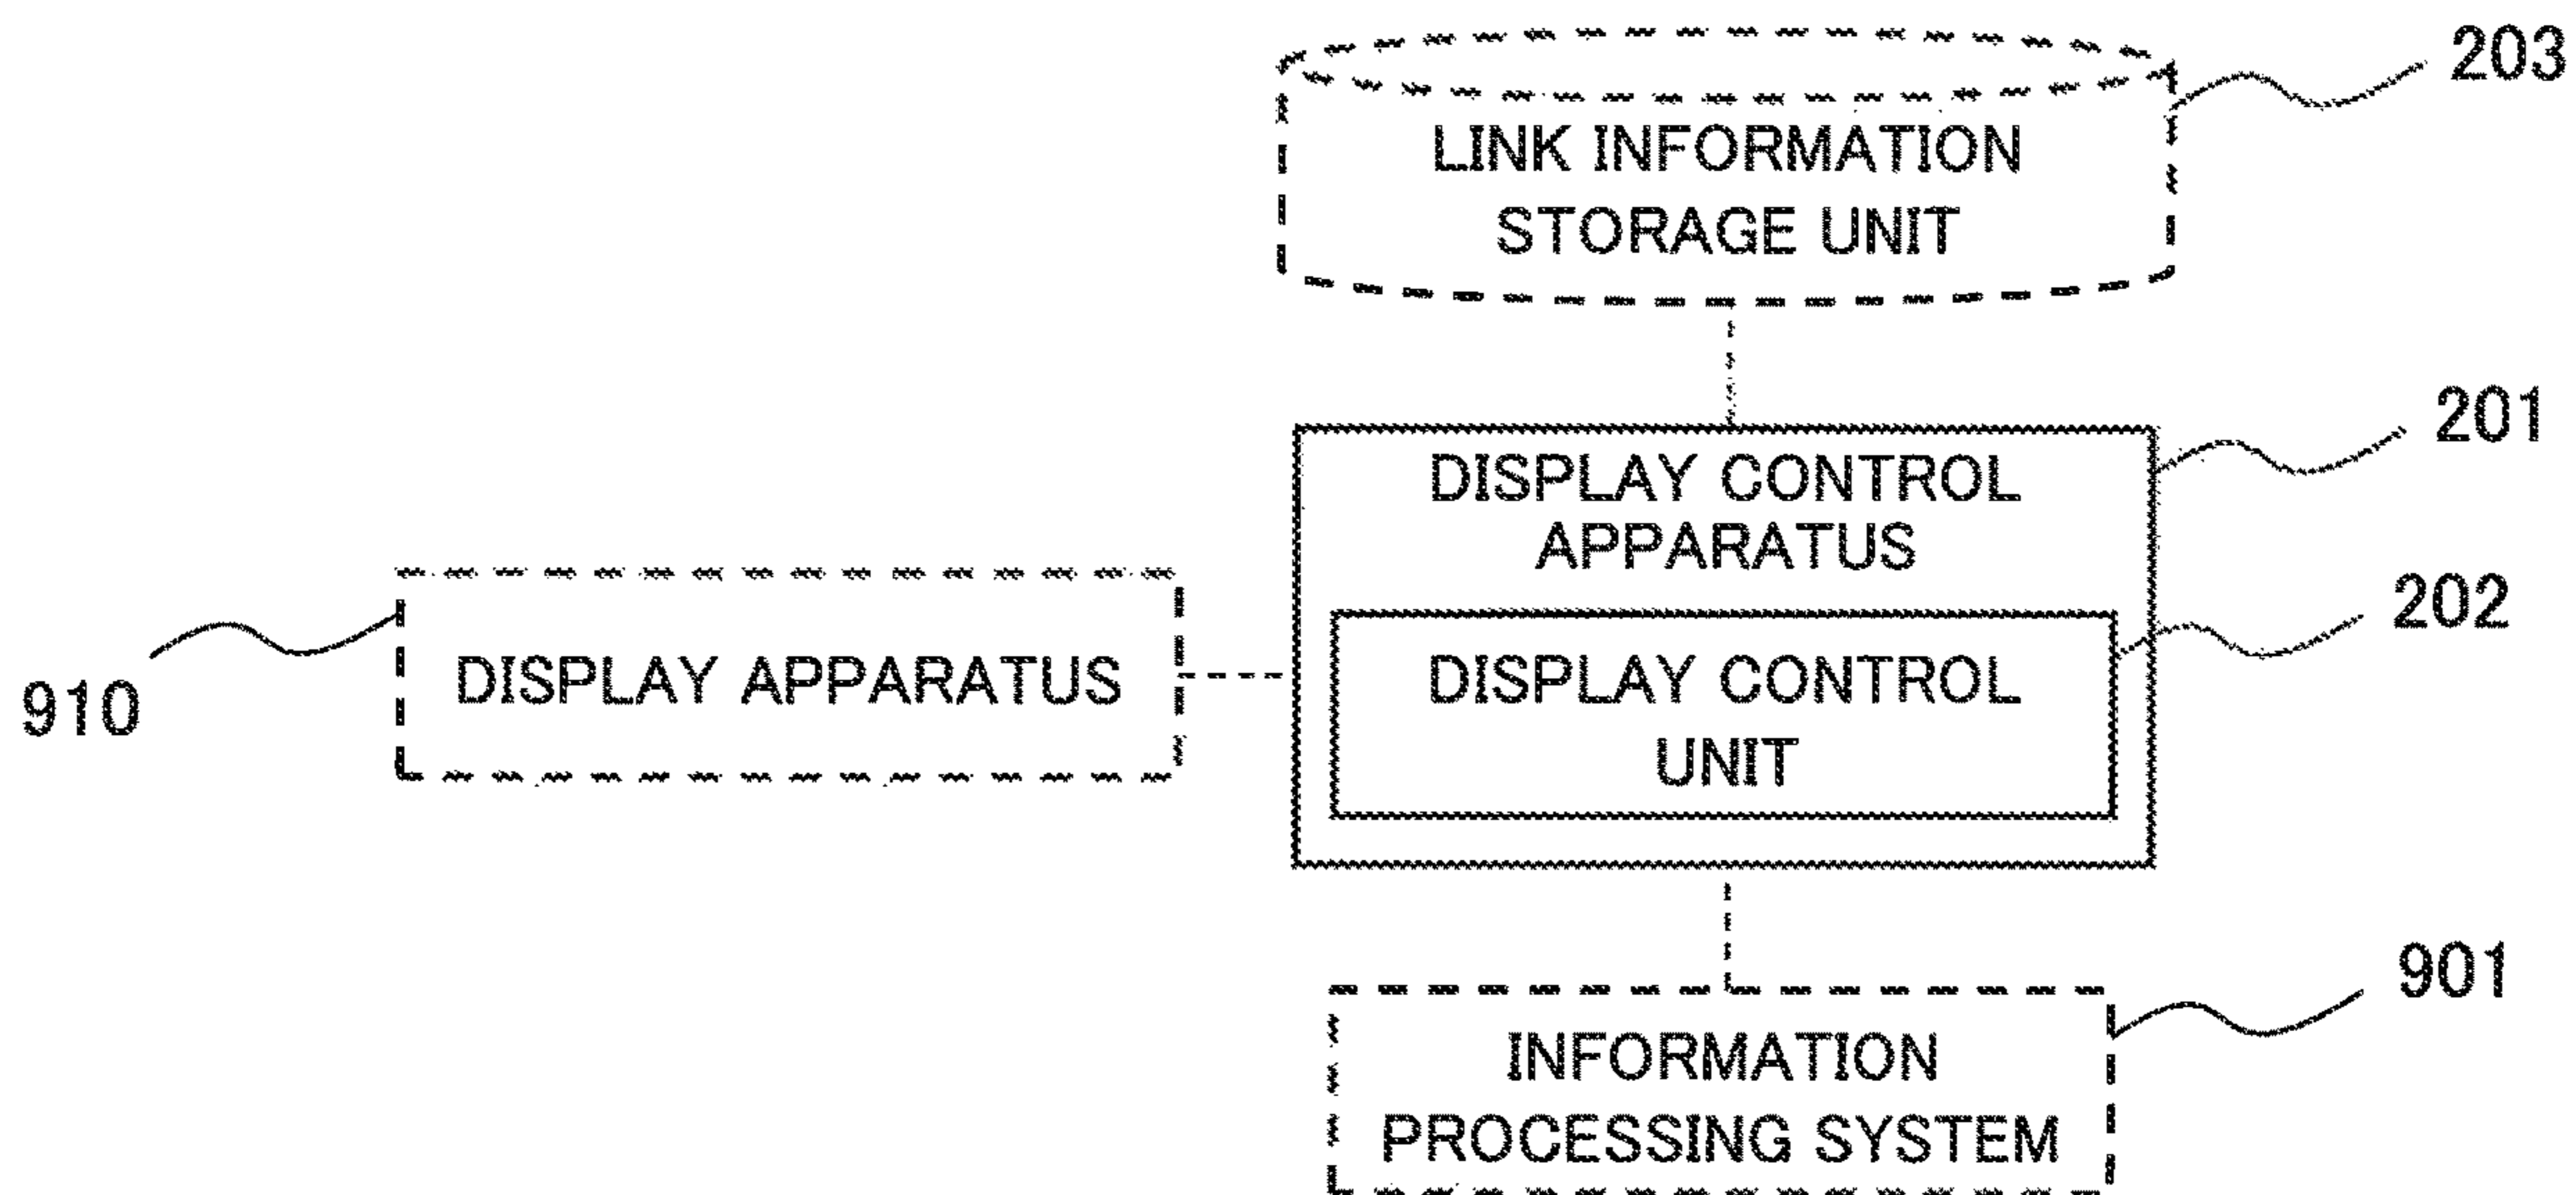 203
LINK INFORMATION
STORAGE UNIT
201
DISPLAY CONTROL
APPARATUS
202
910
DISPLAY APPARATUS
DISPLAY CONTROL
UNIT
901
INFORMATION
PROCESSING SYSTEM